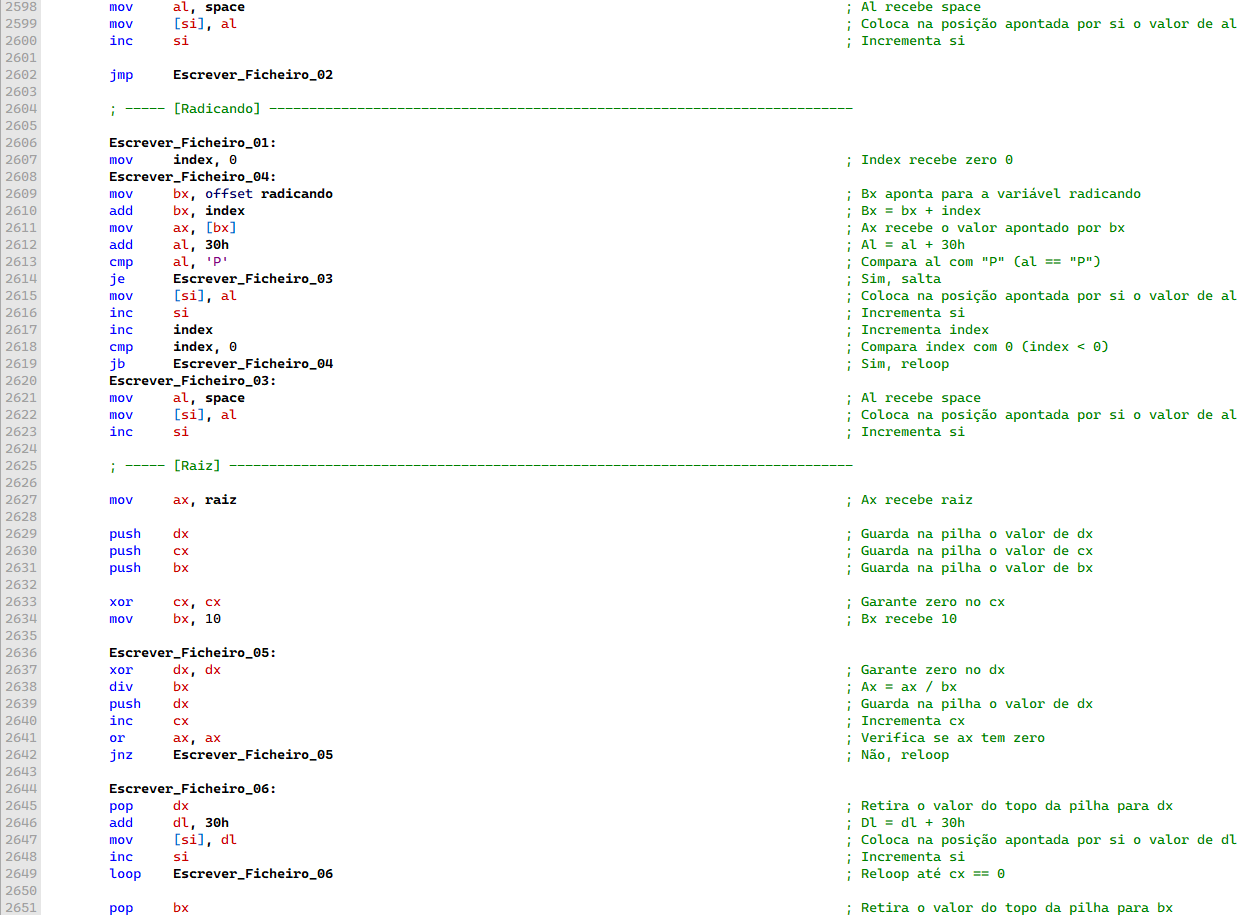 2598 mov al, space ; Al recebe space
2599 mov [si], al ; Coloca na posição apontada por si o valor de al
2600 inc si ; Incrementa si
2601
2602 jmp Escrever_Ficheiro_02
2603
2604 ; ----- [Radicando] -------------------------------------------------------------------------
2605
2606 Escrever_Ficheiro_01:
2607 mov index, 0 ; Index recebe zero 0
2608 Escrever_Ficheiro_04:
2609 mov bx, offset radicando ; Bx aponta para a variável radicando
2610 add bx, index ; Bx = bx + index
2611 mov ax, [bx] ; Ax recebe o valor apontado por bx
2612 add al, 30h ; Al = al + 30h
2613 cmp al, 'P' ; Compara al com "P" (al == "P")
2614 je Escrever_Ficheiro_03 ; Sim, salta
2615 mov [si], al ; Coloca na posição apontada por si o valor de al
2616 inc si ; Incrementa si
2617 inc index ; Incrementa index
2618 cmp index, 0 ; Compara index com 0 (index < 0)
2619 jb Escrever_Ficheiro_04 ; Sim, reloop
2620 Escrever_Ficheiro_03:
2621 mov al, space ; Al recebe space
2622 mov [si], al ; Coloca na posição apontada por si o valor de al
2623 inc si ; Incrementa si
2624
2625 ; ----- [Raiz] ------------------------------------------------------------------------------
2626
2627 mov ax, raiz ; Ax recebe raiz
2628
2629 push dx ; Guarda na pilha o valor de dx
2630 push cx ; Guarda na pilha o valor de cx
2631 push bx ; Guarda na pilha o valor de bx
2632
2633 xor cx, cx ; Garante zero no cx
2634 mov bx, 10 ; Bx recebe 10
2635
2636 Escrever_Ficheiro_05:
2637 xor dx, dx ; Garante zero no dx
2638 div bx ; Ax = ax / bx
2639 push dx ; Guarda na pilha o valor de dx
2640 inc cx ; Incrementa cx
2641 or ax, ax ; Verifica se ax tem zero
2642 jnz Escrever_Ficheiro_05 ; Não, reloop
2643
2644 Escrever_Ficheiro_06:
2645 pop dx ; Retira o valor do topo da pilha para dx
2646 add dl, 30h ; Dl = dl + 30h
2647 mov [si], dl ; Coloca na posição apontada por si o valor de dl
2648 inc si ; Incrementa si
2649 loop Escrever_Ficheiro_06 ; Reloop até cx == 0
2650
2651 pop bx ; Retira o valor do topo da pilha para bx